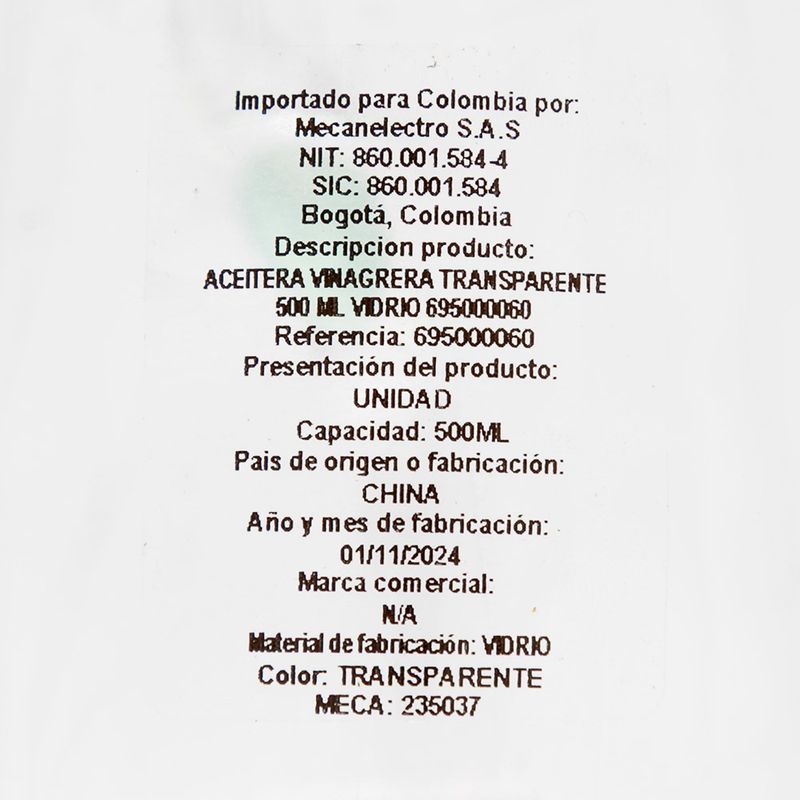 Importado para Colombia por:
Mecanelectro S.A.S
NIT: 860.001.584-4
SIC: 860.001.584
Bogotá, Colombia
Descripcion producto:
ACEITERA VINAGRERA TRANSPARENTE
500 ML VIDRIO 695000060
Referencia: 695000060
Presentación del producto:
UNIDAD
Capacidad: 500ML
Pais de origen o fabricación:
CHINA
Año y mes de fabricación:
01/11/2024
Marca comercial:
N/A
Material de fabricación: VIDRIO
Color: TRANSPARENTE
MECA: 235037